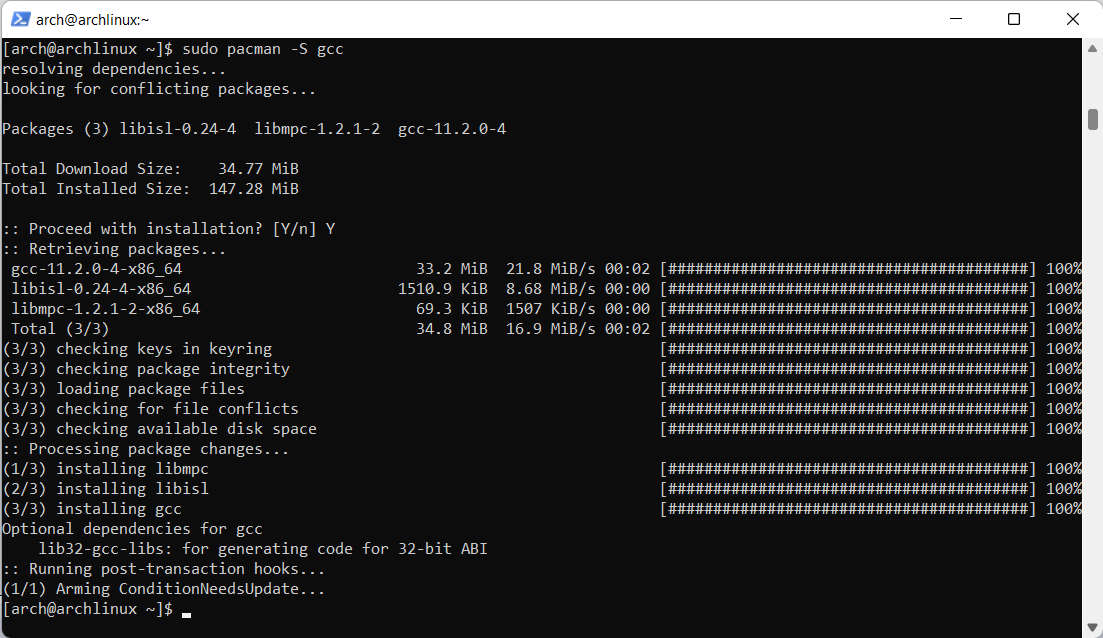 arch@archlinux:~
[arch@archlinux ~]$ sudo pacman -S gcc
resolving dependencies...
looking for conflicting packages...
Packages (3) libisl-0.24-4  libmpc-1.2.1-2  gcc-11.2.0-4
Total Download Size:    34.77 MiB
Total Installed Size:  147.28 MiB
:: Proceed with installation? [Y/n] Y
:: Retrieving packages...
 gcc-11.2.0-4-x86_64                          33.2 MiB  21.8 MiB/s 00:02 [########################################] 100%
 libisl-0.24-4-x86_64                       1510.9 KiB  8.68 MiB/s 00:00 [########################################] 100%
 libmpc-1.2.1-2-x86_64                        69.3 KiB  1507 KiB/s 00:00 [########################################] 100%
 Total (3/3)                                  34.8 MiB  16.9 MiB/s 00:02 [########################################] 100%
(3/3) checking keys in keyring                                           [########################################] 100%
(3/3) checking package integrity                                         [########################################] 100%
(3/3) loading package files                                              [########################################] 100%
(3/3) checking for file conflicts                                        [########################################] 100%
(3/3) checking available disk space                                      [########################################] 100%
:: Processing package changes...
(1/3) installing libmpc                                                  [########################################] 100%
(2/3) installing libisl                                                  [########################################] 100%
(3/3) installing gcc                                                     [########################################] 100%
Optional dependencies for gcc
    lib32-gcc-libs: for generating code for 32-bit ABI
:: Running post-transaction hooks...
(1/1) Arming ConditionNeedsUpdate...
[arch@archlinux ~]$